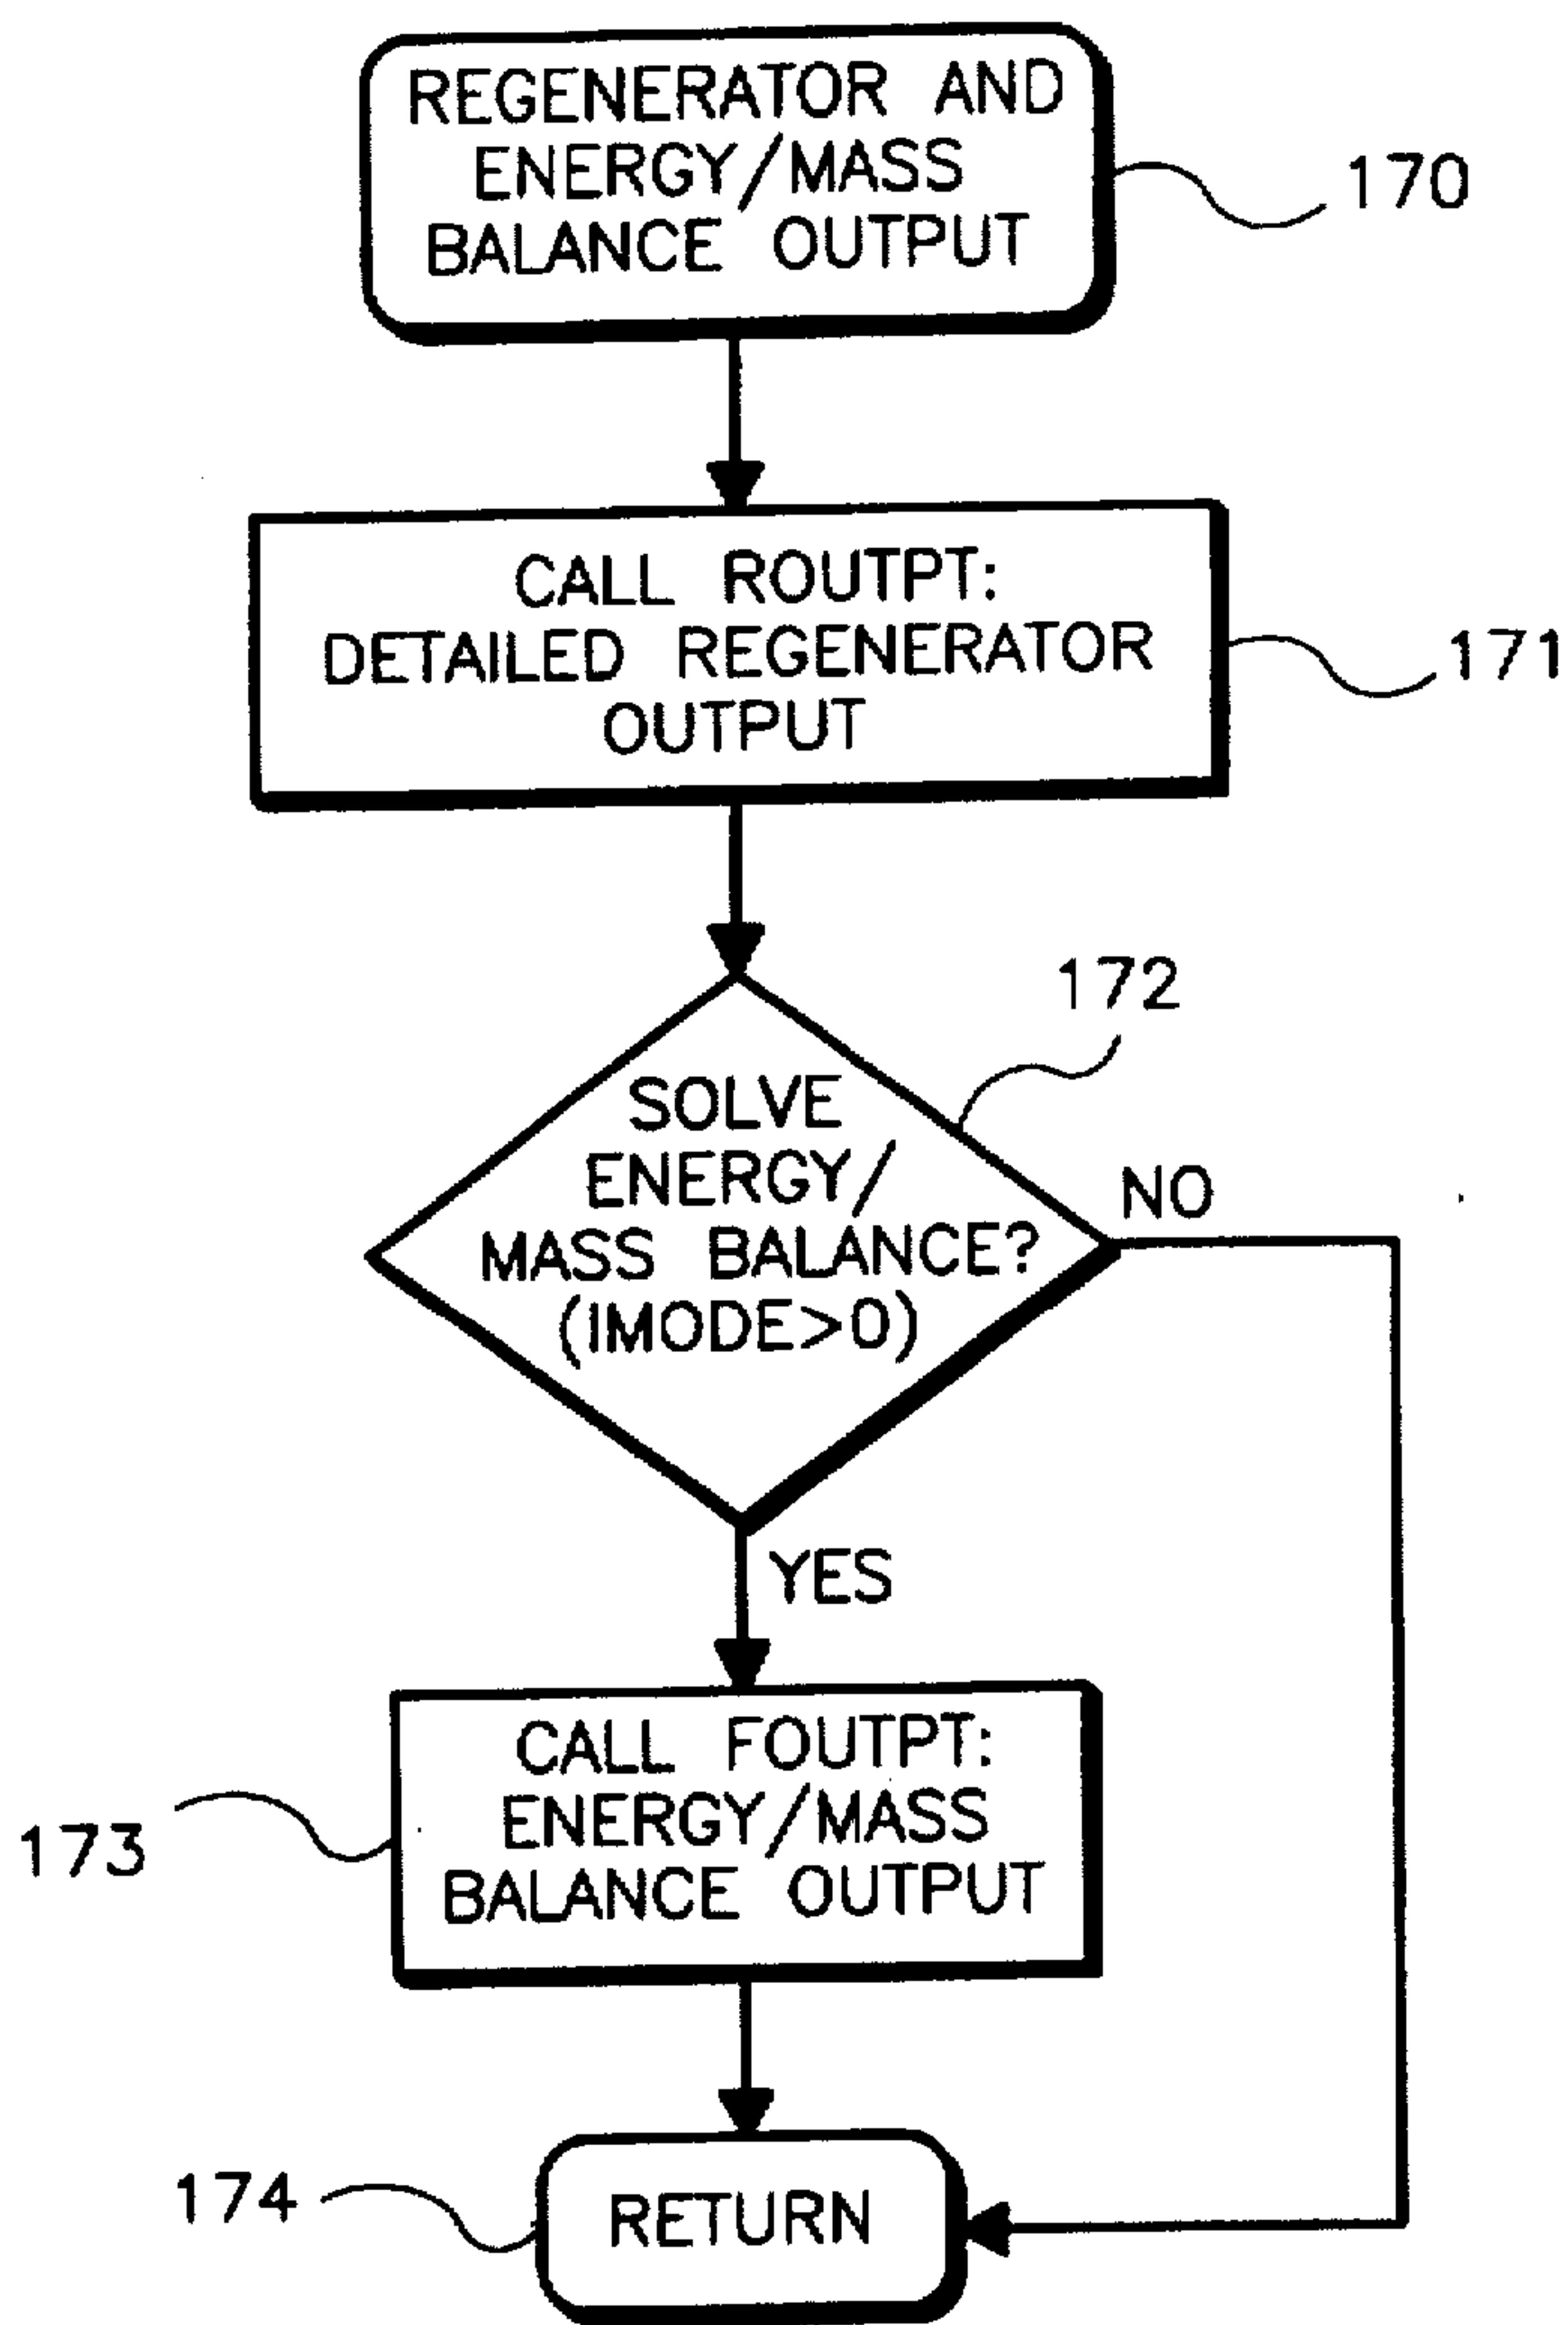 REGENERATOR AND
ENERGY/MASS
BALANCE OUTPUT
170
CALL ROUTPT:
DETAILED REGENERATOR
OUTPUT
171
172
SOLVE
ENERGY/
MASS BALANCE?
(IMODE>0)
NO
YES
CALL FOUTPT:
ENERGY/MASS
BALANCE OUTPUT
173
174
RETURN